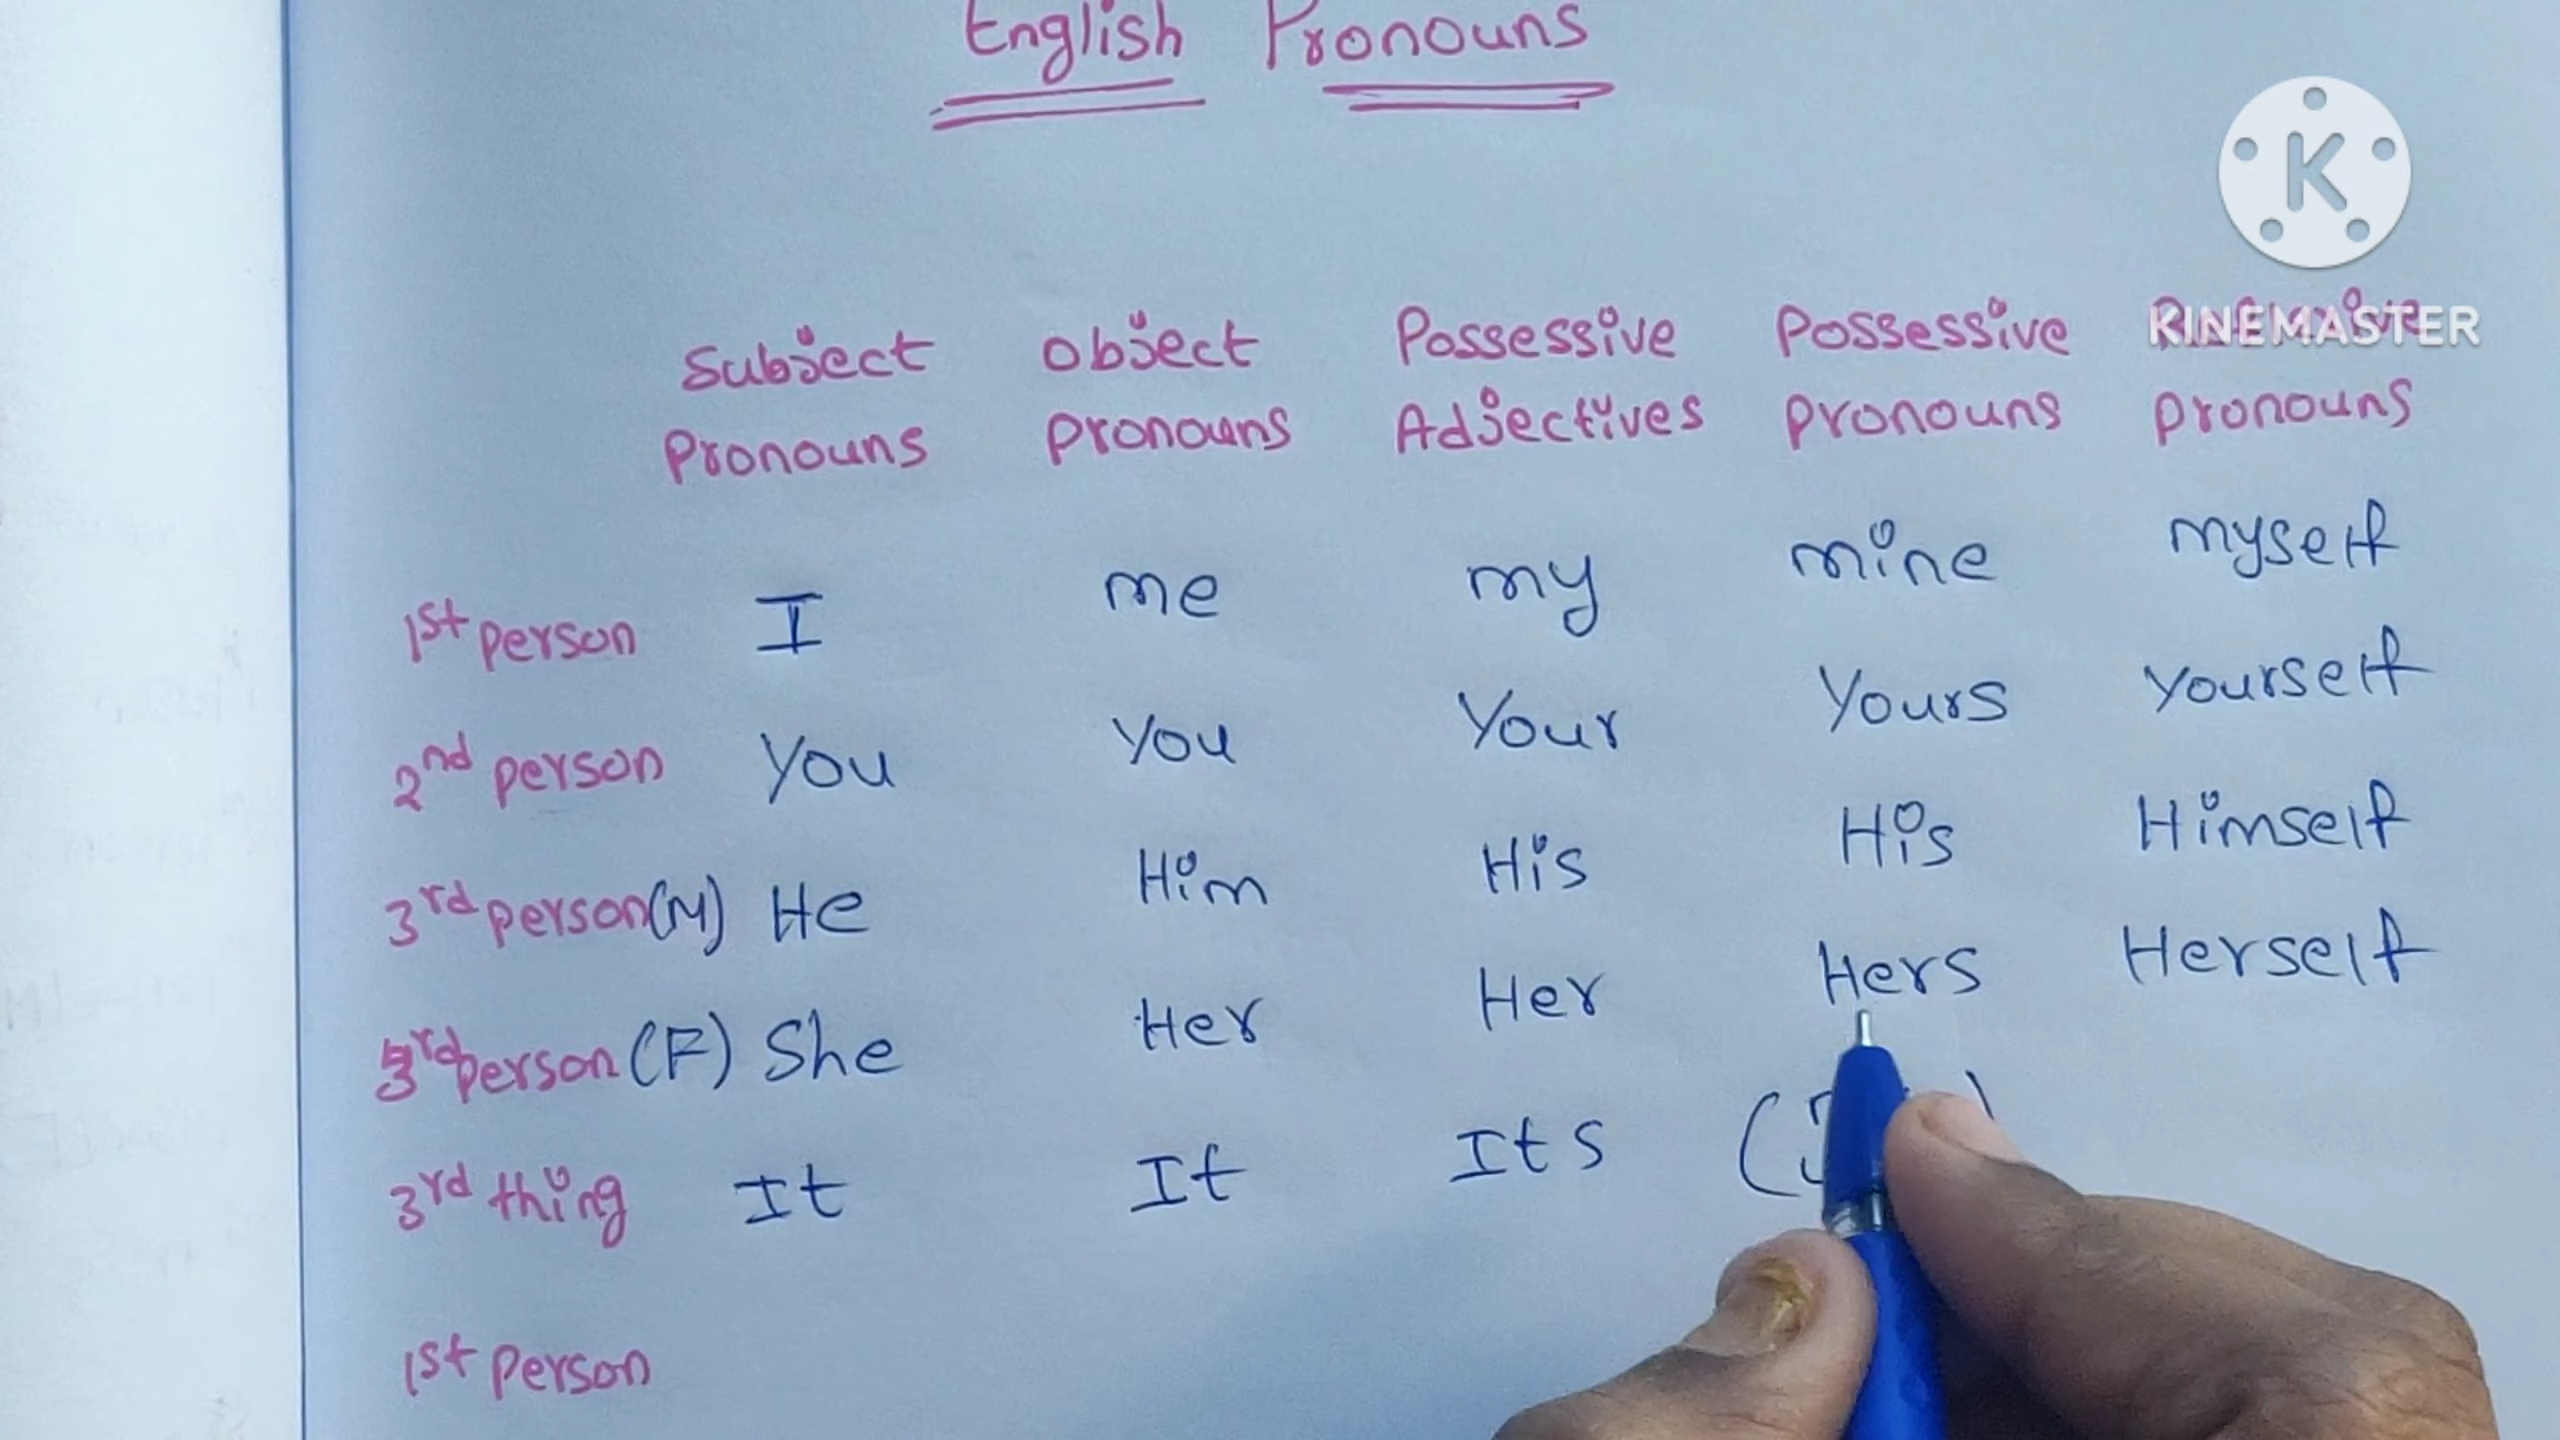 English Pronouns
K
KINEMASTER
Subject Object Possessive Possessive
Pronouns Pronouns Adjectives Pronouns Pronouns
1st person I me my mine myself
2nd person You You Your Yours Yourself
3rd person (M) He Him His His Himself
3rd person (F) She Her Her Hers Herself
3rd thing It It Its
1st person